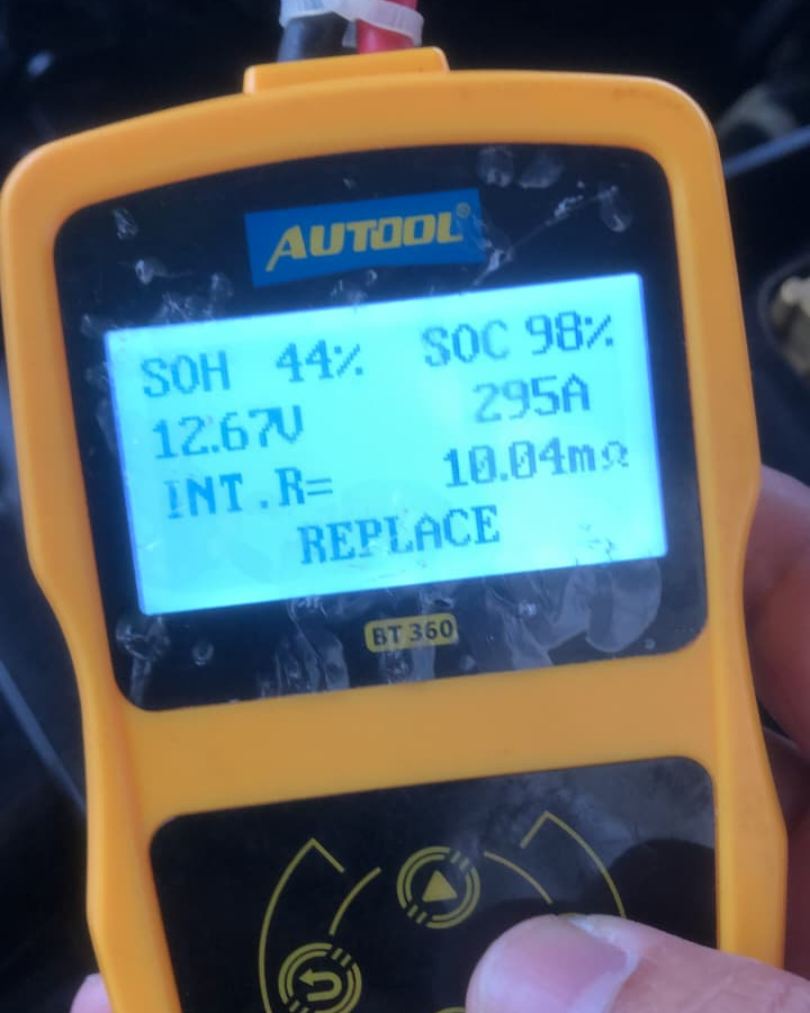 AUTOOL®
SOH 44% SOC 98%
12.67V 295A
INT.R= 10.04mΩ
REPLACE
BT 360